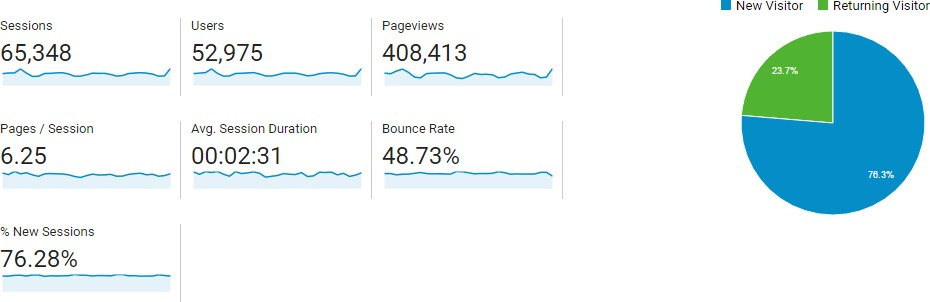 New Visitor Returning Visitor
Sessions Users Pageviews
65,348 52,975 408,413
23.7%
76.3%
Pages / Session Avg. Session Duration Bounce Rate
6.25 00:02:31 48.73%
% New Sessions
76.28%